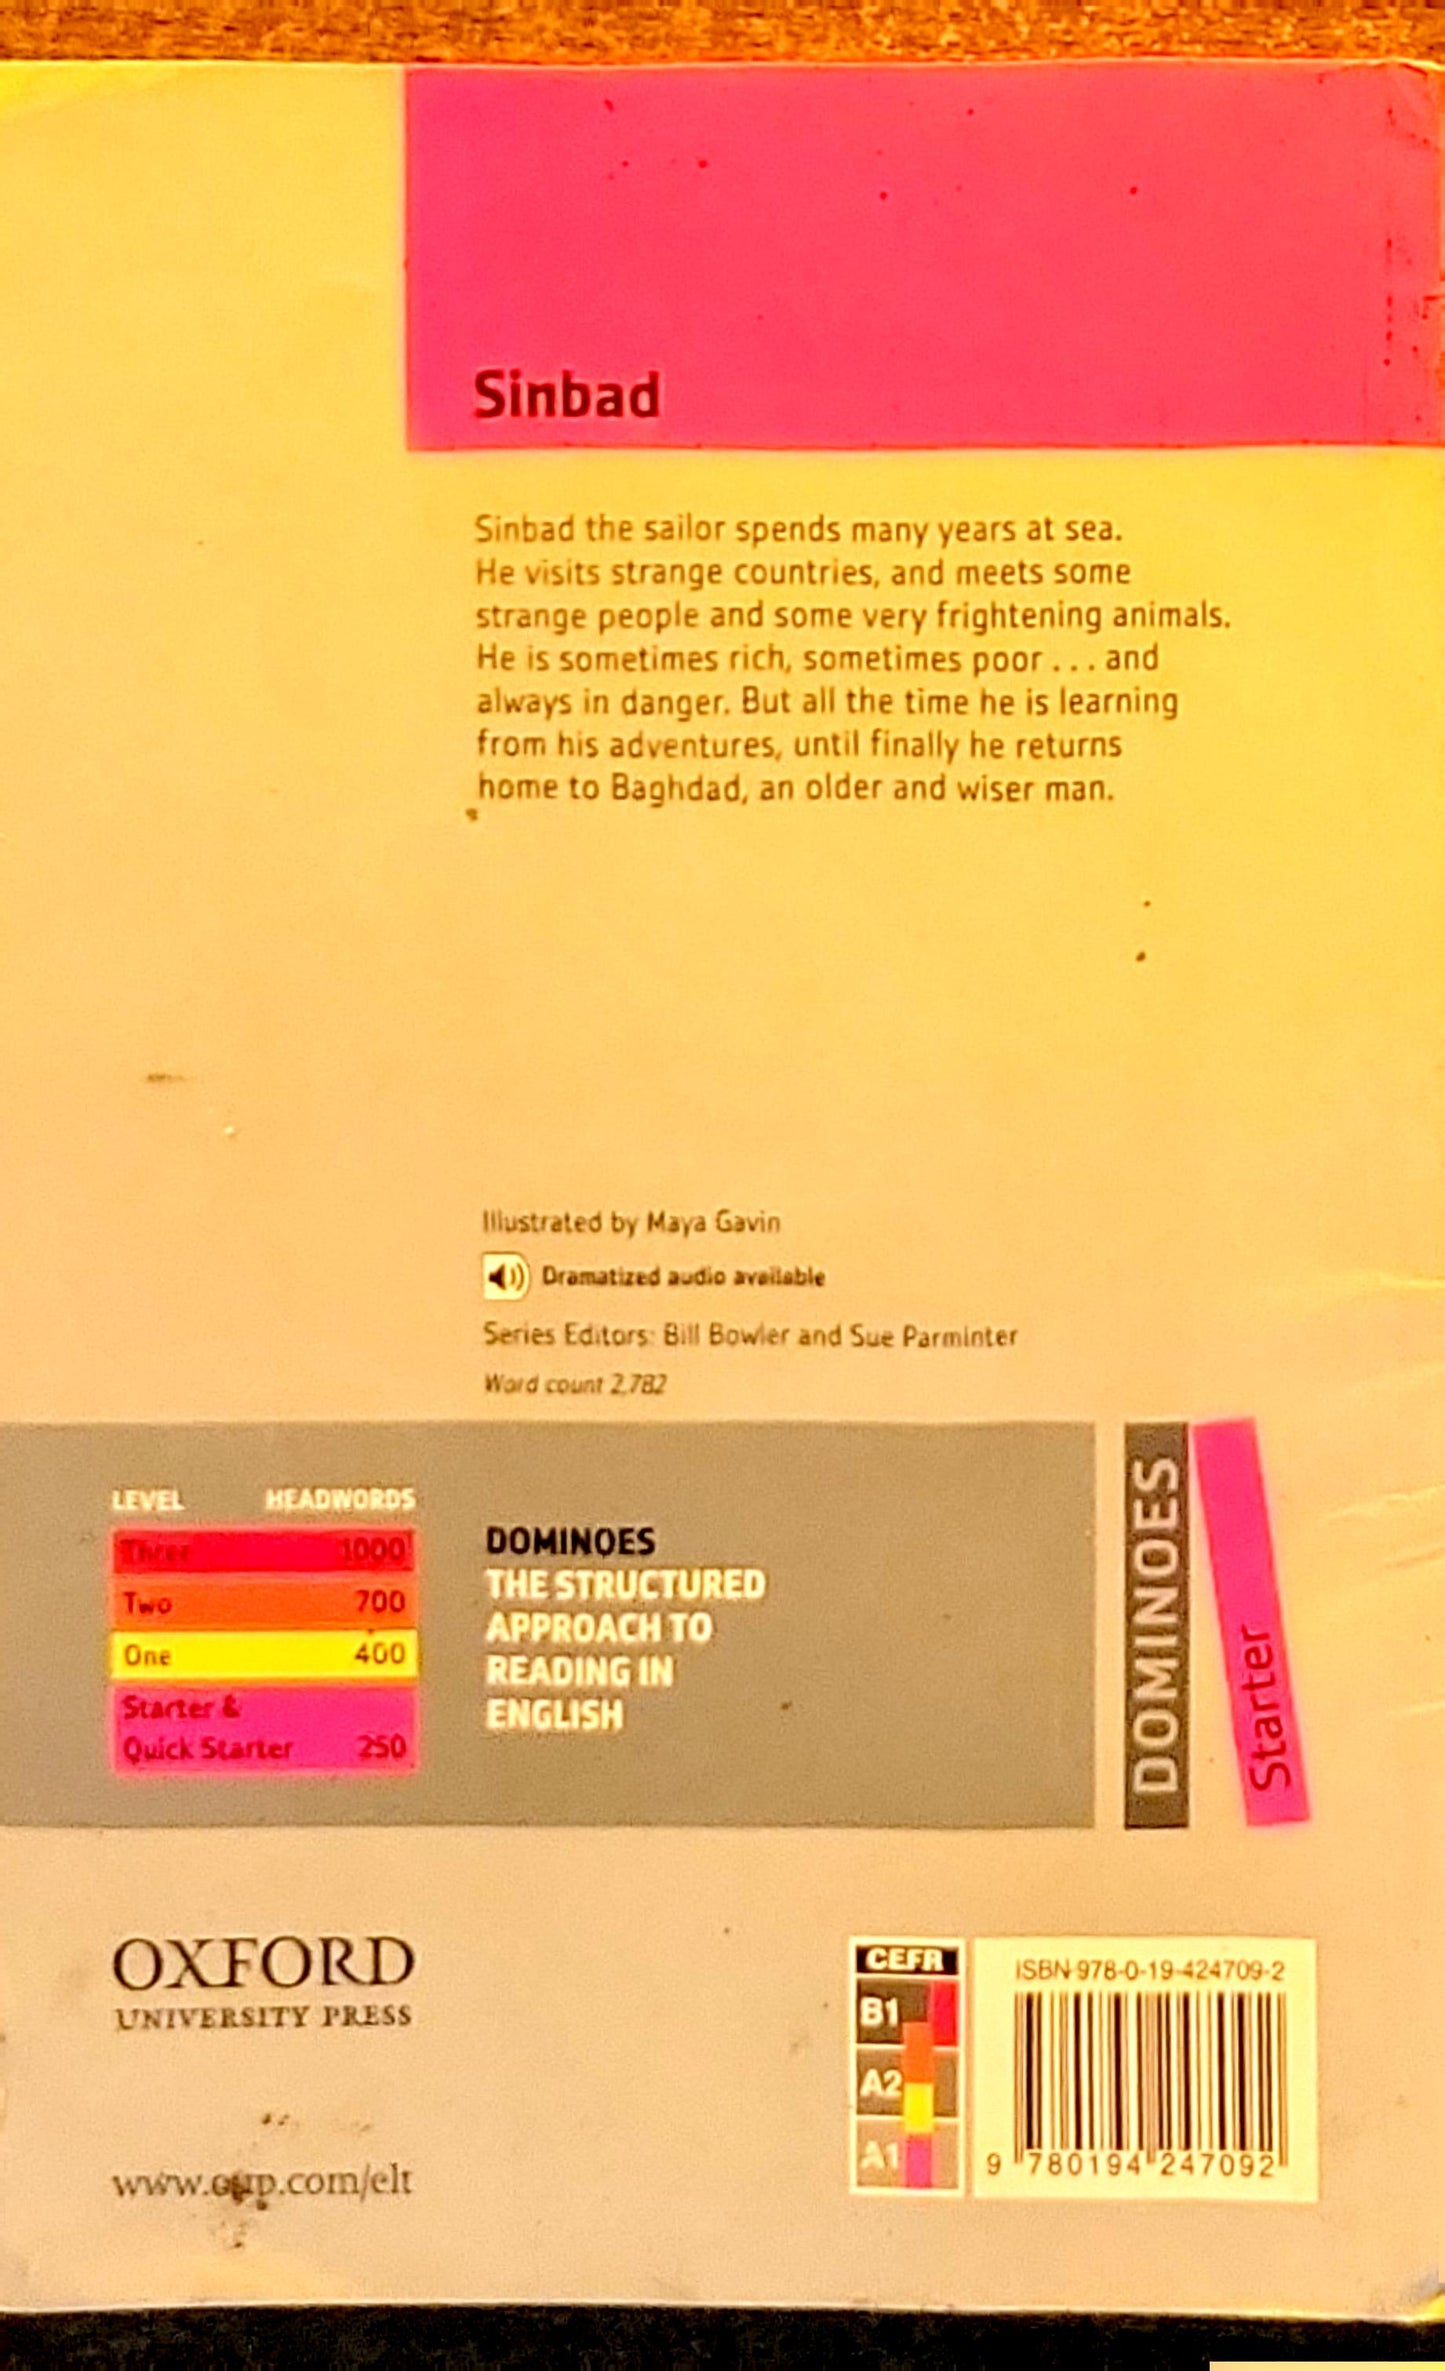 Sinbad
Sinbad the sailor spends many years at sea.
He visits strange countries, and meets some
strange people and some very frightening animals.
He is sometimes rich, sometimes poor . . . and
always in danger. But all the time he is learning
from his adventures, until finally he returns
home to Baghdad, an older and wiser man.
Illustrated by Maya Gavin
Dramatized audio available
Series Editors: Bill Bowler and Sue Parminter
Word count 2,782
LEVEL HEADWORDS
Three 1000
Two 700
One 400
Starter &
Quick Starter 250
DOMINOES
THE STRUCTURED
APPROACH TO
READING IN
ENGLISH
DOMINOES
Starter
OXFORD
UNIVERSITY PRESS
www.oup.com/elt
CEFR
B1
A2
A1
ISBN 978-0-19-424709-2
9 780194 247092